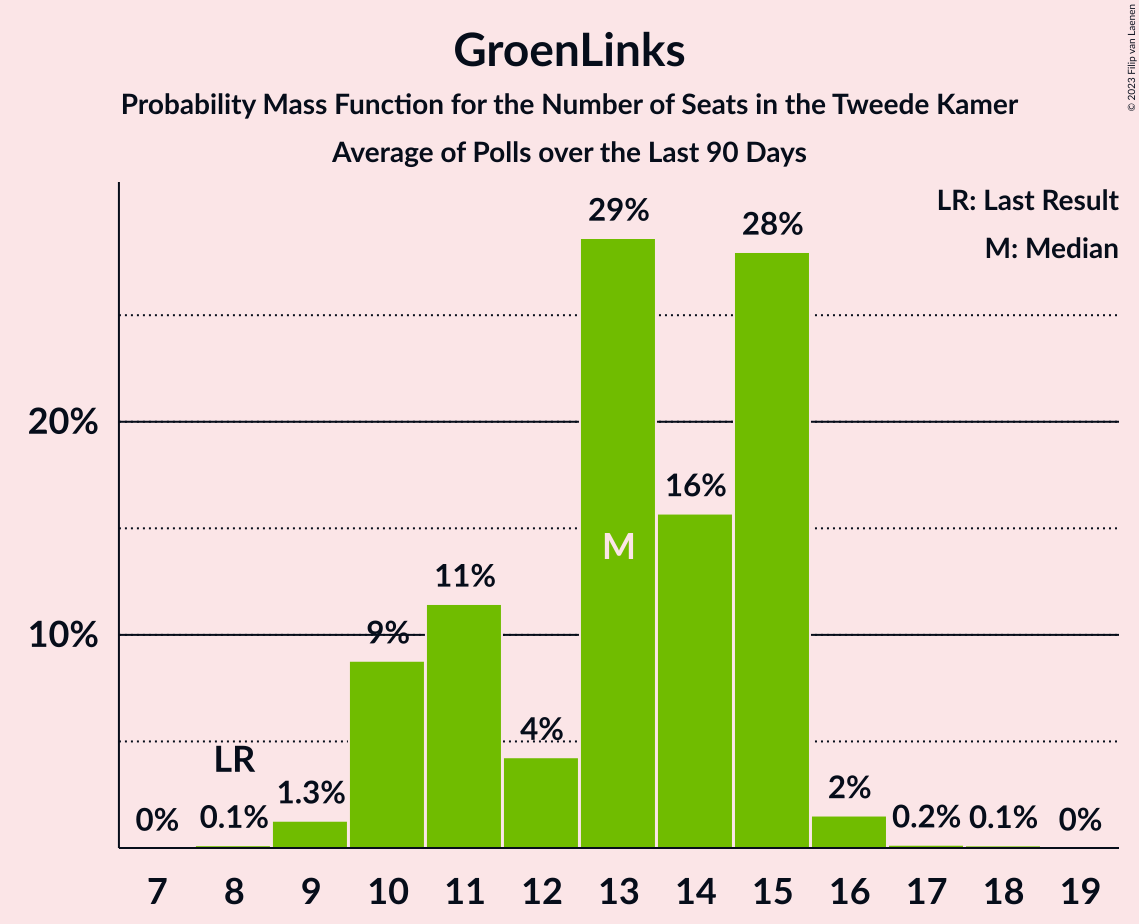 GroenLinks
Probability Mass Function for the Number of Seats in the Tweede Kamer
Average of Polls over the Last 90 Days
© 2023 Filip van Laenen
LR: Last Result
M: Median
29%
28%
20%
16%
M
11%
10%
9%
4%
LR
1.3%
2%
0%
0.1%
0.2%
0.1%
0%
7 8 9 10 11 12 13 14 15 16 17 18 19